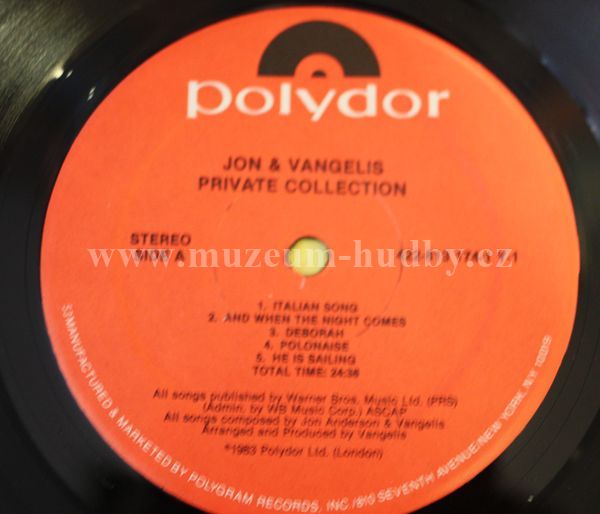 polydor
JON & VANGELIS
PRIVATE COLLECTION
STEREO
SIDE A
www.muzeum-hudby.cz
1. ITALIAN SONG
2. AND WHEN THE NIGHT COMES
3. DEBORAH
4. POLONAISE
5. HE IS SAILING
TOTAL TIME: 24:38
All songs published by Warner Bros. Music Ltd. (PRS)
(Admin. by WB Music Corp.) ASCAP
All songs composed by Jon Anderson & Vangelis
Arranged and Produced by Vangelis
1983 Polydor Ltd. (London)
53 MANUFACTURED & MARKETED BY POLYGRAM RECORDS, INC./810 SEVENTH AVENUE/NEW YORK, N.Y. 10019